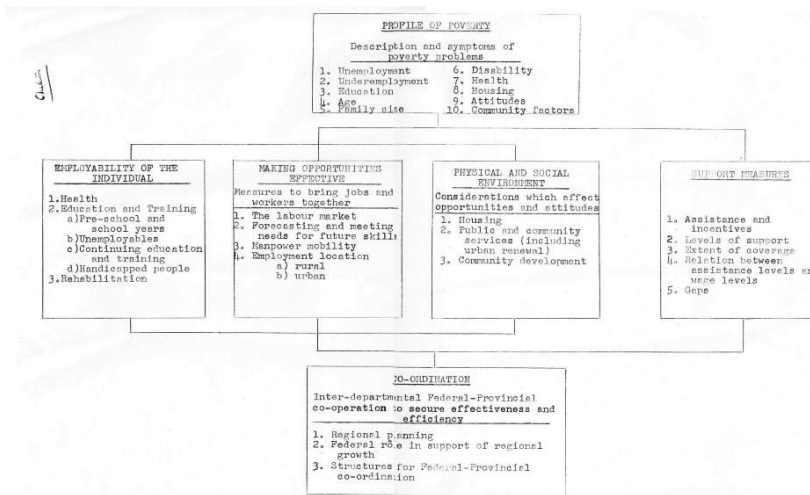 PROFILE OF POVERTY
Description and symptoms of
poverty problems
1. Unemployment
2. Underemployment
3. Education
4. Age
5. Family size
6. Disability
7. Health
8. Housing
9. Attitudes
10. Community factors
EMPLOYABILITY OF THE
INDIVIDUAL
1.Health
2.Education and Training
a)Pre-school and
school years
b)Unemployables
c)Continuing education
and training
d)Handicapped people
3.Rehabilitation
MAKING OPPORTUNITIES
EFFECTIVE
Measures to bring jobs and
workers together
1. The labour market
2. Forecasting and meeting
needs for future skills
3. Manpower mobility
4. Employment location
a) rural
b) urban
PHYSICAL AND SOCIAL
ENVIRONMENT
Considerations which affect
opportunities and attitudes
1. Housing
2. Public and community
services (including
urban renewal)
3. Community development
SUPPORT MEASURES
1. Assistance and
incentives
2. Levels of support
3. Extent of coverage
4. Relation between
assistance levels an
wage levels
5. Gaps
CO-ORDINATION
Inter-departmental Federal-Provincial
co-operation to secure effectiveness and
efficiency
1. Regional planning
2. Federal role in support of regional
growth
3. Structures for Federal-Provincial
co-ordination